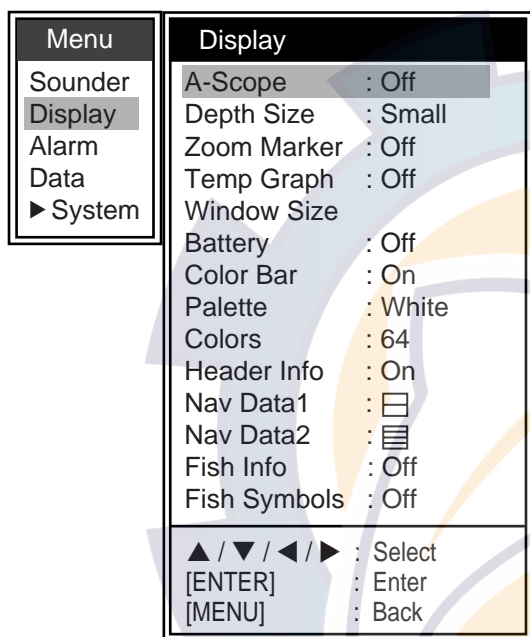 Menu
Sounder
Display
Alarm
Data
▶ System
Display
A-Scope : Off
Depth Size : Small
Zoom Marker : Off
Temp Graph : Off
Window Size
Battery : Off
Color Bar : On
Palette : White
Colors : 64
Header Info : On
Nav Data1 :
Nav Data2 :
Fish Info : Off
Fish Symbols : Off
▲ / ▼ / ◀ / ▶ : Select
[ENTER] : Enter
[MENU] : Back